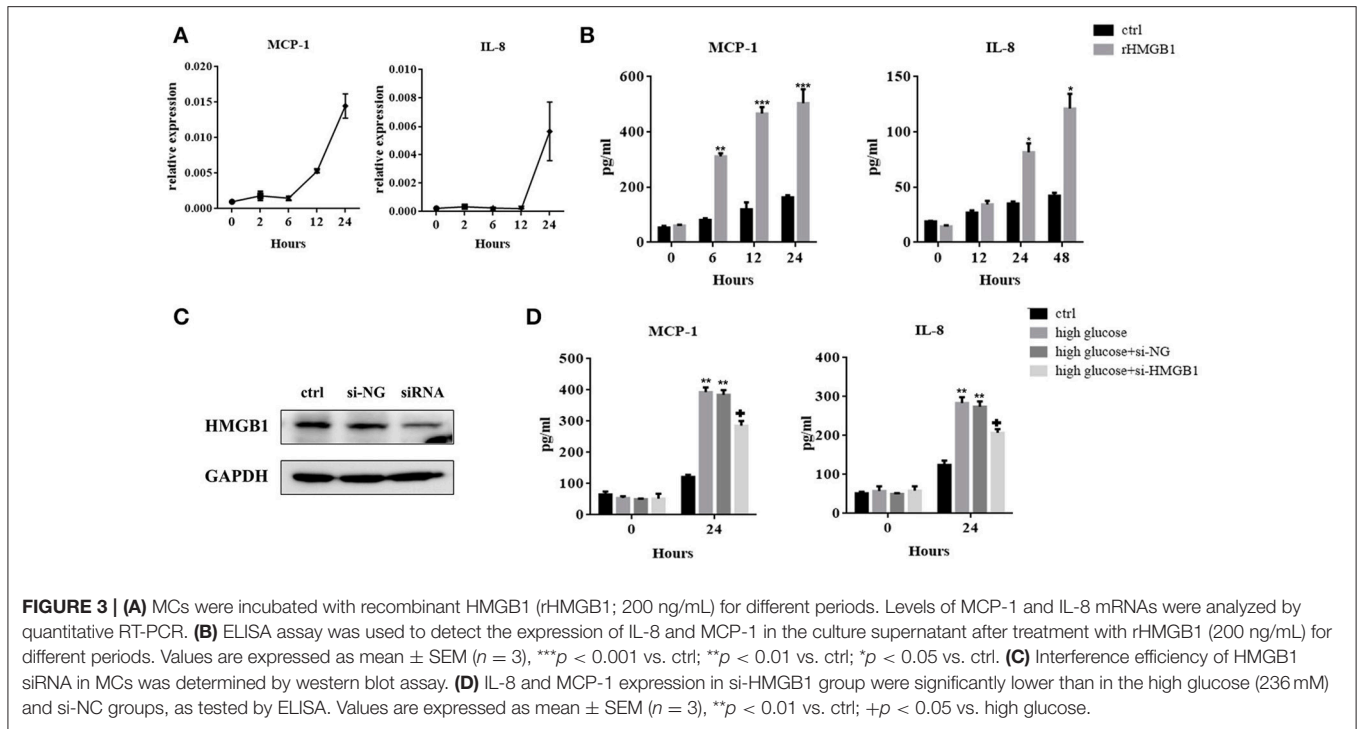 A
MCP-1
relative expression
0.020
0.015
0.010
0.005
0.000
0 2 6 12 24
Hours
IL-8
relative expression
0.010
0.008
0.006
0.004
0.002
0.000
0 2 6 12 24
Hours
B
MCP-1
pg/ml
600
400
200
0
** *** ***
0 6 12 24
Hours
IL-8
pg/ml
150
100
50
0
* *
0 12 24 48
Hours
ctrl
rHMGB1
C
ctrl si-NG siRNA
HMGB1
GAPDH
D
MCP-1
pg/ml
500
400
300
200
100
0
** ** +
0 24
Hours
IL-8
pg/ml
400
300
200
100
0
** ** +
0 24
Hours
ctrl
high glucose
high glucose+si-NG
high glucose+si-HMGB1
FIGURE 3 | (A) MCs were incubated with recombinant HMGB1 (rHMGB1; 200 ng/mL) for different periods. Levels of MCP-1 and IL-8 mRNAs were analyzed by
quantitative RT-PCR. (B) ELISA assay was used to detect the expression of IL-8 and MCP-1 in the culture supernatant after treatment with rHMGB1 (200 ng/mL) for
different periods. Values are expressed as mean ± SEM (n = 3), ***p < 0.001 vs. ctrl; **p < 0.01 vs. ctrl; *p < 0.05 vs. ctrl. (C) Interference efficiency of HMGB1
siRNA in MCs was determined by western blot assay. (D) IL-8 and MCP-1 expression in si-HMGB1 group were significantly lower than in the high glucose (236 mM)
and si-NC groups, as tested by ELISA. Values are expressed as mean ± SEM (n = 3), **p < 0.01 vs. ctrl; +p < 0.05 vs. high glucose.